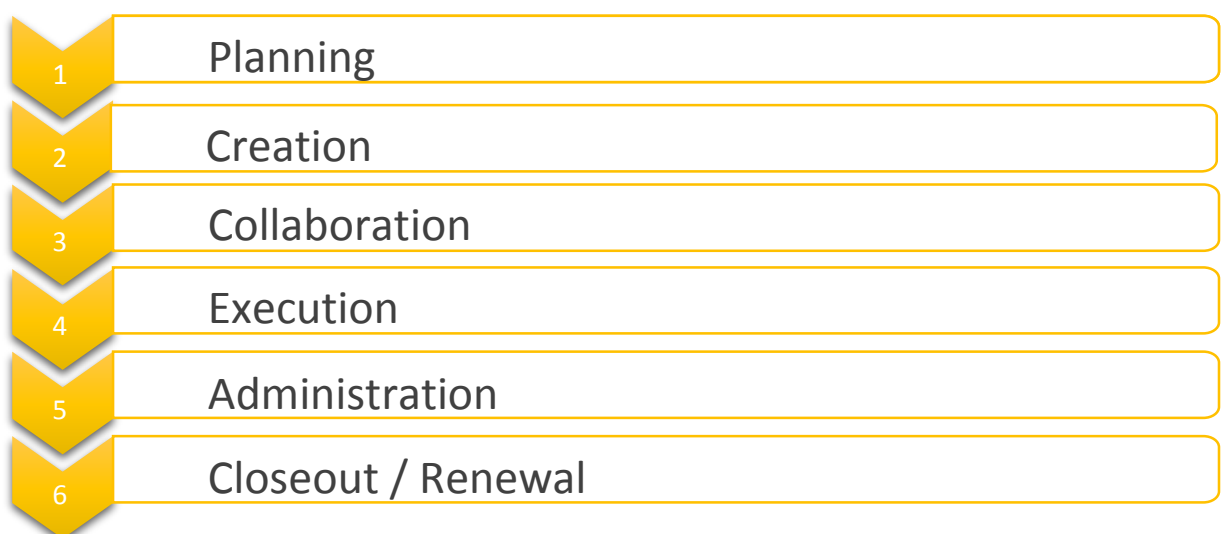 1 Planning
2 Creation
3 Collaboration
4 Execution
5 Administration
6 Closeout / Renewal